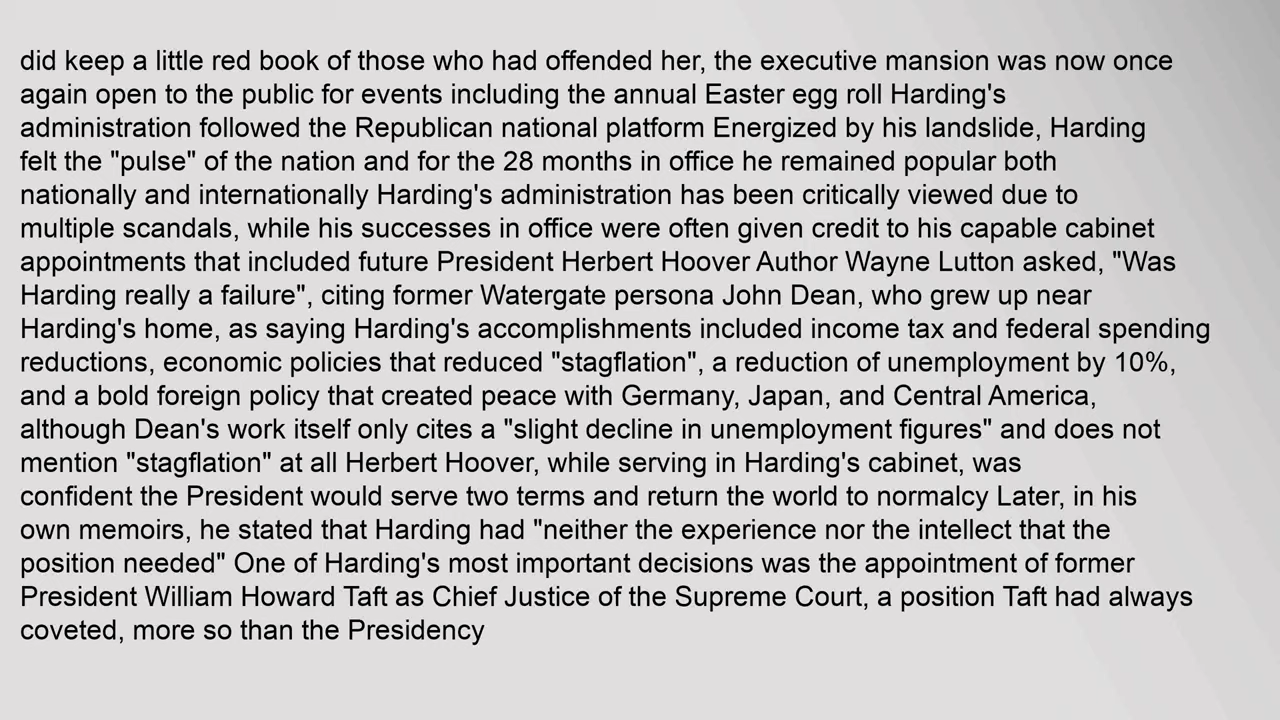 did keep a little red book of those who had offended her, the executive mansion was now once
again open to the public for events including the annual Easter egg roll Harding's
administration followed the Republican national platform Energized by his landslide, Harding
felt the "pulse" of the nation and for the 28 months in office he remained popular both
nationally and internationally Harding's administration has been critically viewed due to
multiple scandals, while his successes in office were often given credit to his capable cabinet
appointments that included future President Herbert Hoover Author Wayne Lutton asked, "Was
Harding really a failure", citing former Watergate persona John Dean, who grew up near
Harding's home, as saying Harding's accomplishments included income tax and federal spending
reductions, economic policies that reduced "stagflation", a reduction of unemployment by 10%,
and a bold foreign policy that created peace with Germany, Japan, and Central America,
although Dean's work itself only cites a "slight decline in unemployment figures" and does not
mention "stagflation" at all Herbert Hoover, while serving in Harding's cabinet, was
confident the President would serve two terms and return the world to normalcy Later, in his
own memoirs, he stated that Harding had "neither the experience nor the intellect that the
position needed" One of Harding's most important decisions was the appointment of former
President William Howard Taft as Chief Justice of the Supreme Court, a position Taft had always
coveted, more so than the Presidency